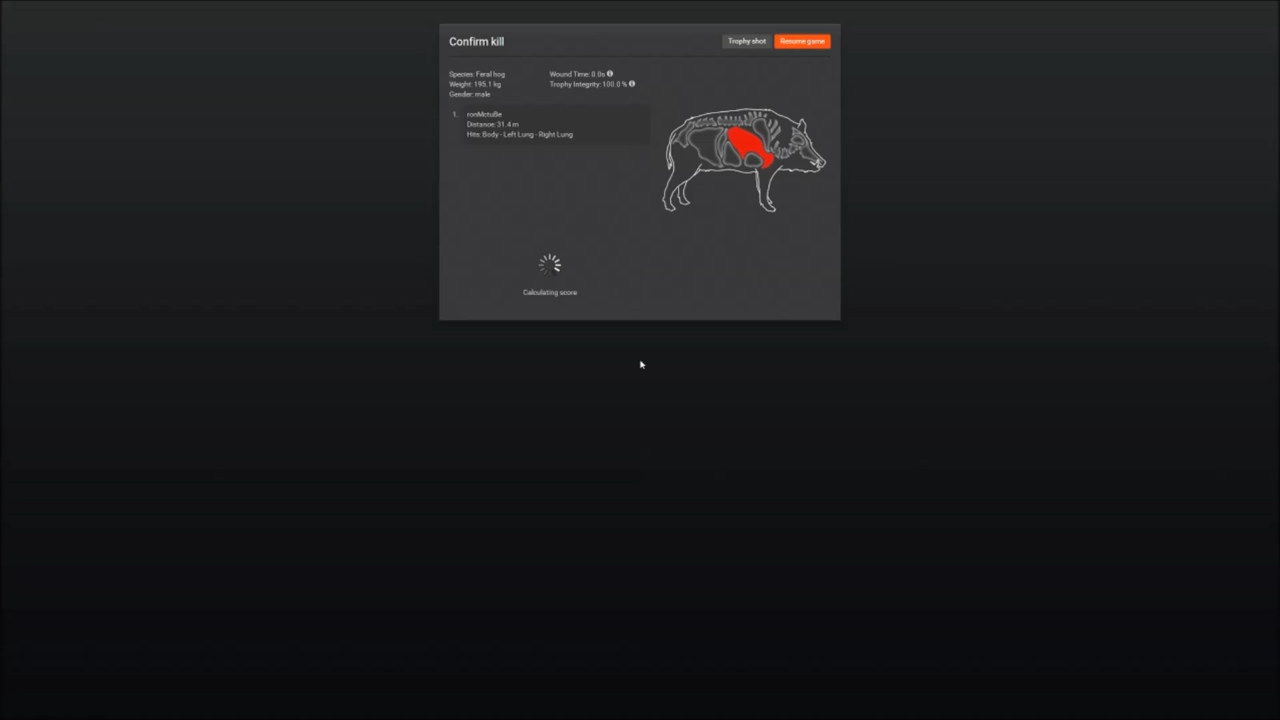 Confirm kill
Trophy shot
Resume game
Species: Feral hog
Wound Time: 0.0s
Weight: 195.1 kg
Trophy Integrity: 100.0 %
Gender: male
1. ronMctuBe
Distance: 31.4 m
Hits: Body - Left Lung - Right Lung
Calculating score